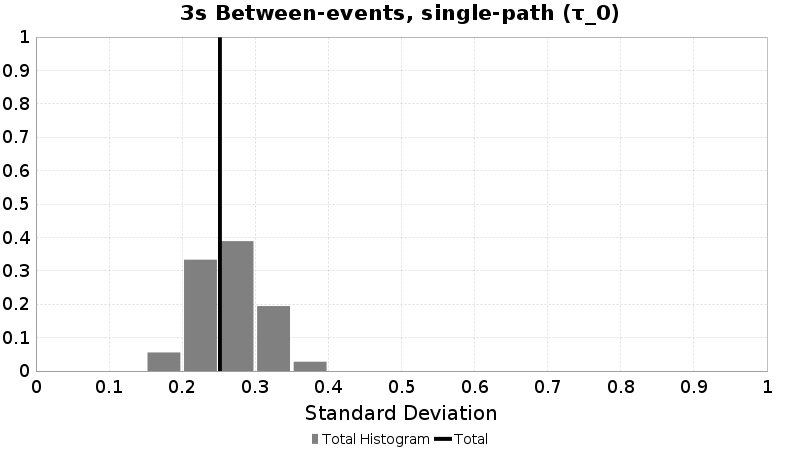 3s Between-events, single-path (τ_0)
1
0.9
0.8
0.7
0.6
0.5
0.4
0.3
0.2
0.1
0
0 0.1 0.2 0.3 0.4 0.5 0.6 0.7 0.8 0.9 1
Standard Deviation
Total Histogram Total